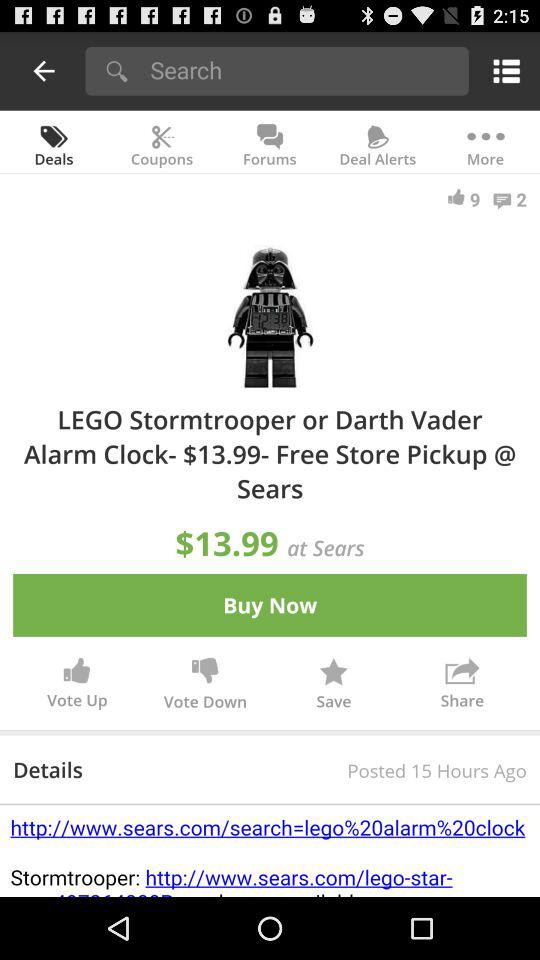 2:15
Search
Deals Coupons Forums Deal Alerts More
9 2
LEGO Stormtrooper or Darth Vader
Alarm Clock- $13.99- Free Store Pickup @
Sears
$13.99 at Sears
Buy Now
Vote Up Vote Down Save Share
Details Posted 15 Hours Ago
http://www.sears.com/search=lego%20alarm%20clock
Stormtrooper: http://www.sears.com/lego-star-